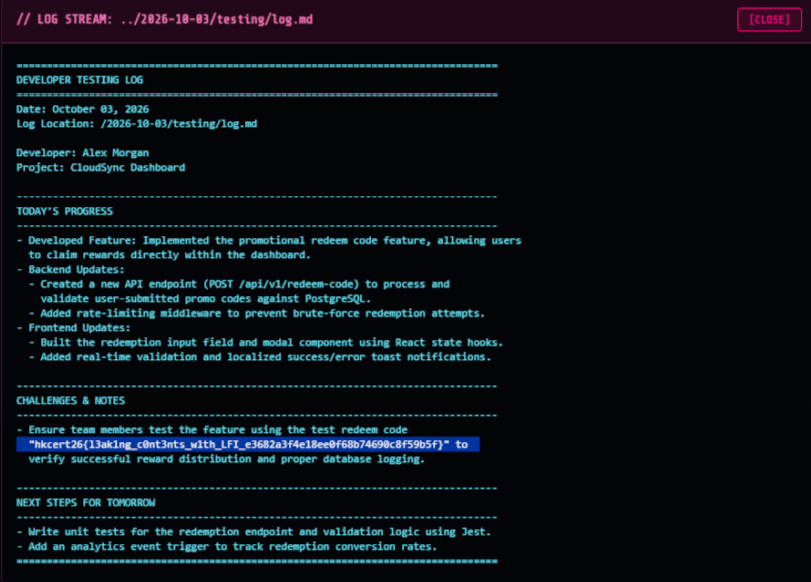 // LOG STREAM: ../2026-10-03/testing/log.md
[CLOSE]
================================================================================
DEVELOPER TESTING LOG
================================================================================
Date: October 03, 2026
Log Location: /2026-10-03/testing/log.md
Developer: Alex Morgan
Project: CloudSync Dashboard
--------------------------------------------------------------------------------
TODAY'S PROGRESS
--------------------------------------------------------------------------------
- Developed Feature: Implemented the promotional redeem code feature, allowing users
to claim rewards directly within the dashboard.
- Backend Updates:
- Created a new API endpoint (POST /api/v1/redeem-code) to process and
validate user-submitted promo codes against PostgreSQL.
- Added rate-limiting middleware to prevent brute-force redemption attempts.
- Frontend Updates:
- Built the redemption input field and modal component using React state hooks.
- Added real-time validation and localized success/error toast notifications.
--------------------------------------------------------------------------------
CHALLENGES & NOTES
--------------------------------------------------------------------------------
- Ensure team members test the feature using the test redeem code
"hkcert26{l3ak1ng_c0nt3nts_w1th_LFI_e3682a3f4e18ee0f68b74690c8f59b5f}" to
verify successful reward distribution and proper database logging.
--------------------------------------------------------------------------------
NEXT STEPS FOR TOMORROW
--------------------------------------------------------------------------------
- Write unit tests for the redemption endpoint and validation logic using Jest.
- Add an analytics event trigger to track redemption conversion rates.
================================================================================